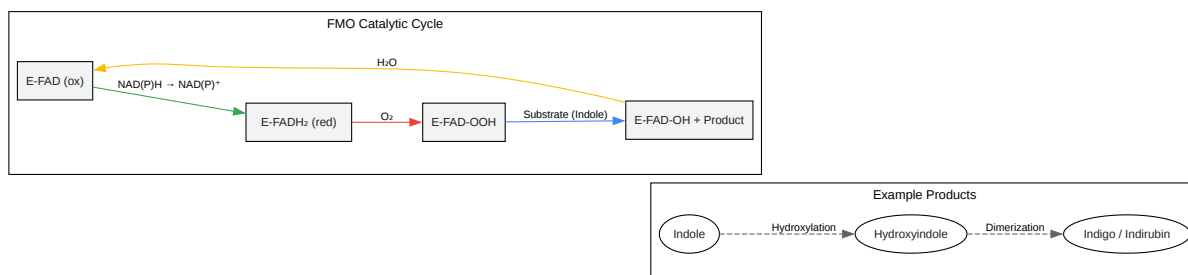 FMO Catalytic Cycle
H₂O
E-FAD (ox)
NAD(P)H → NAD(P)⁺
E-FADH₂ (red)
O₂
E-FAD-OOH
Substrate (Indole)
E-FAD-OH + Product
Example Products
Indole
Hydroxylation
Hydroxyindole
Dimerization
Indigo / Indirubin